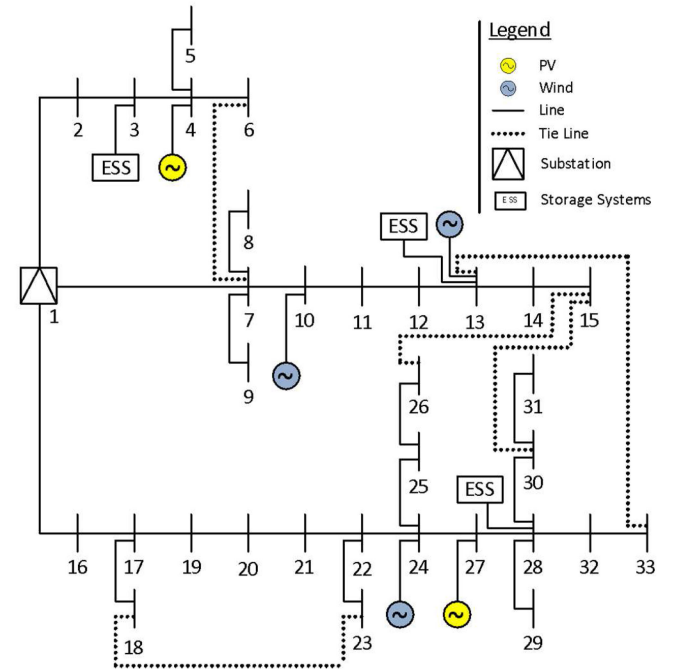 5
Legend
PV
Wind
Line
Tie Line
Substation
ESS Storage Systems
2 3 4 6
ESS
8
ESS
1 7 10 11 12 13 14 15
9
26 31
25 30
ESS
16 17 19 20 21 22 24 27 28 32 33
18 23 29